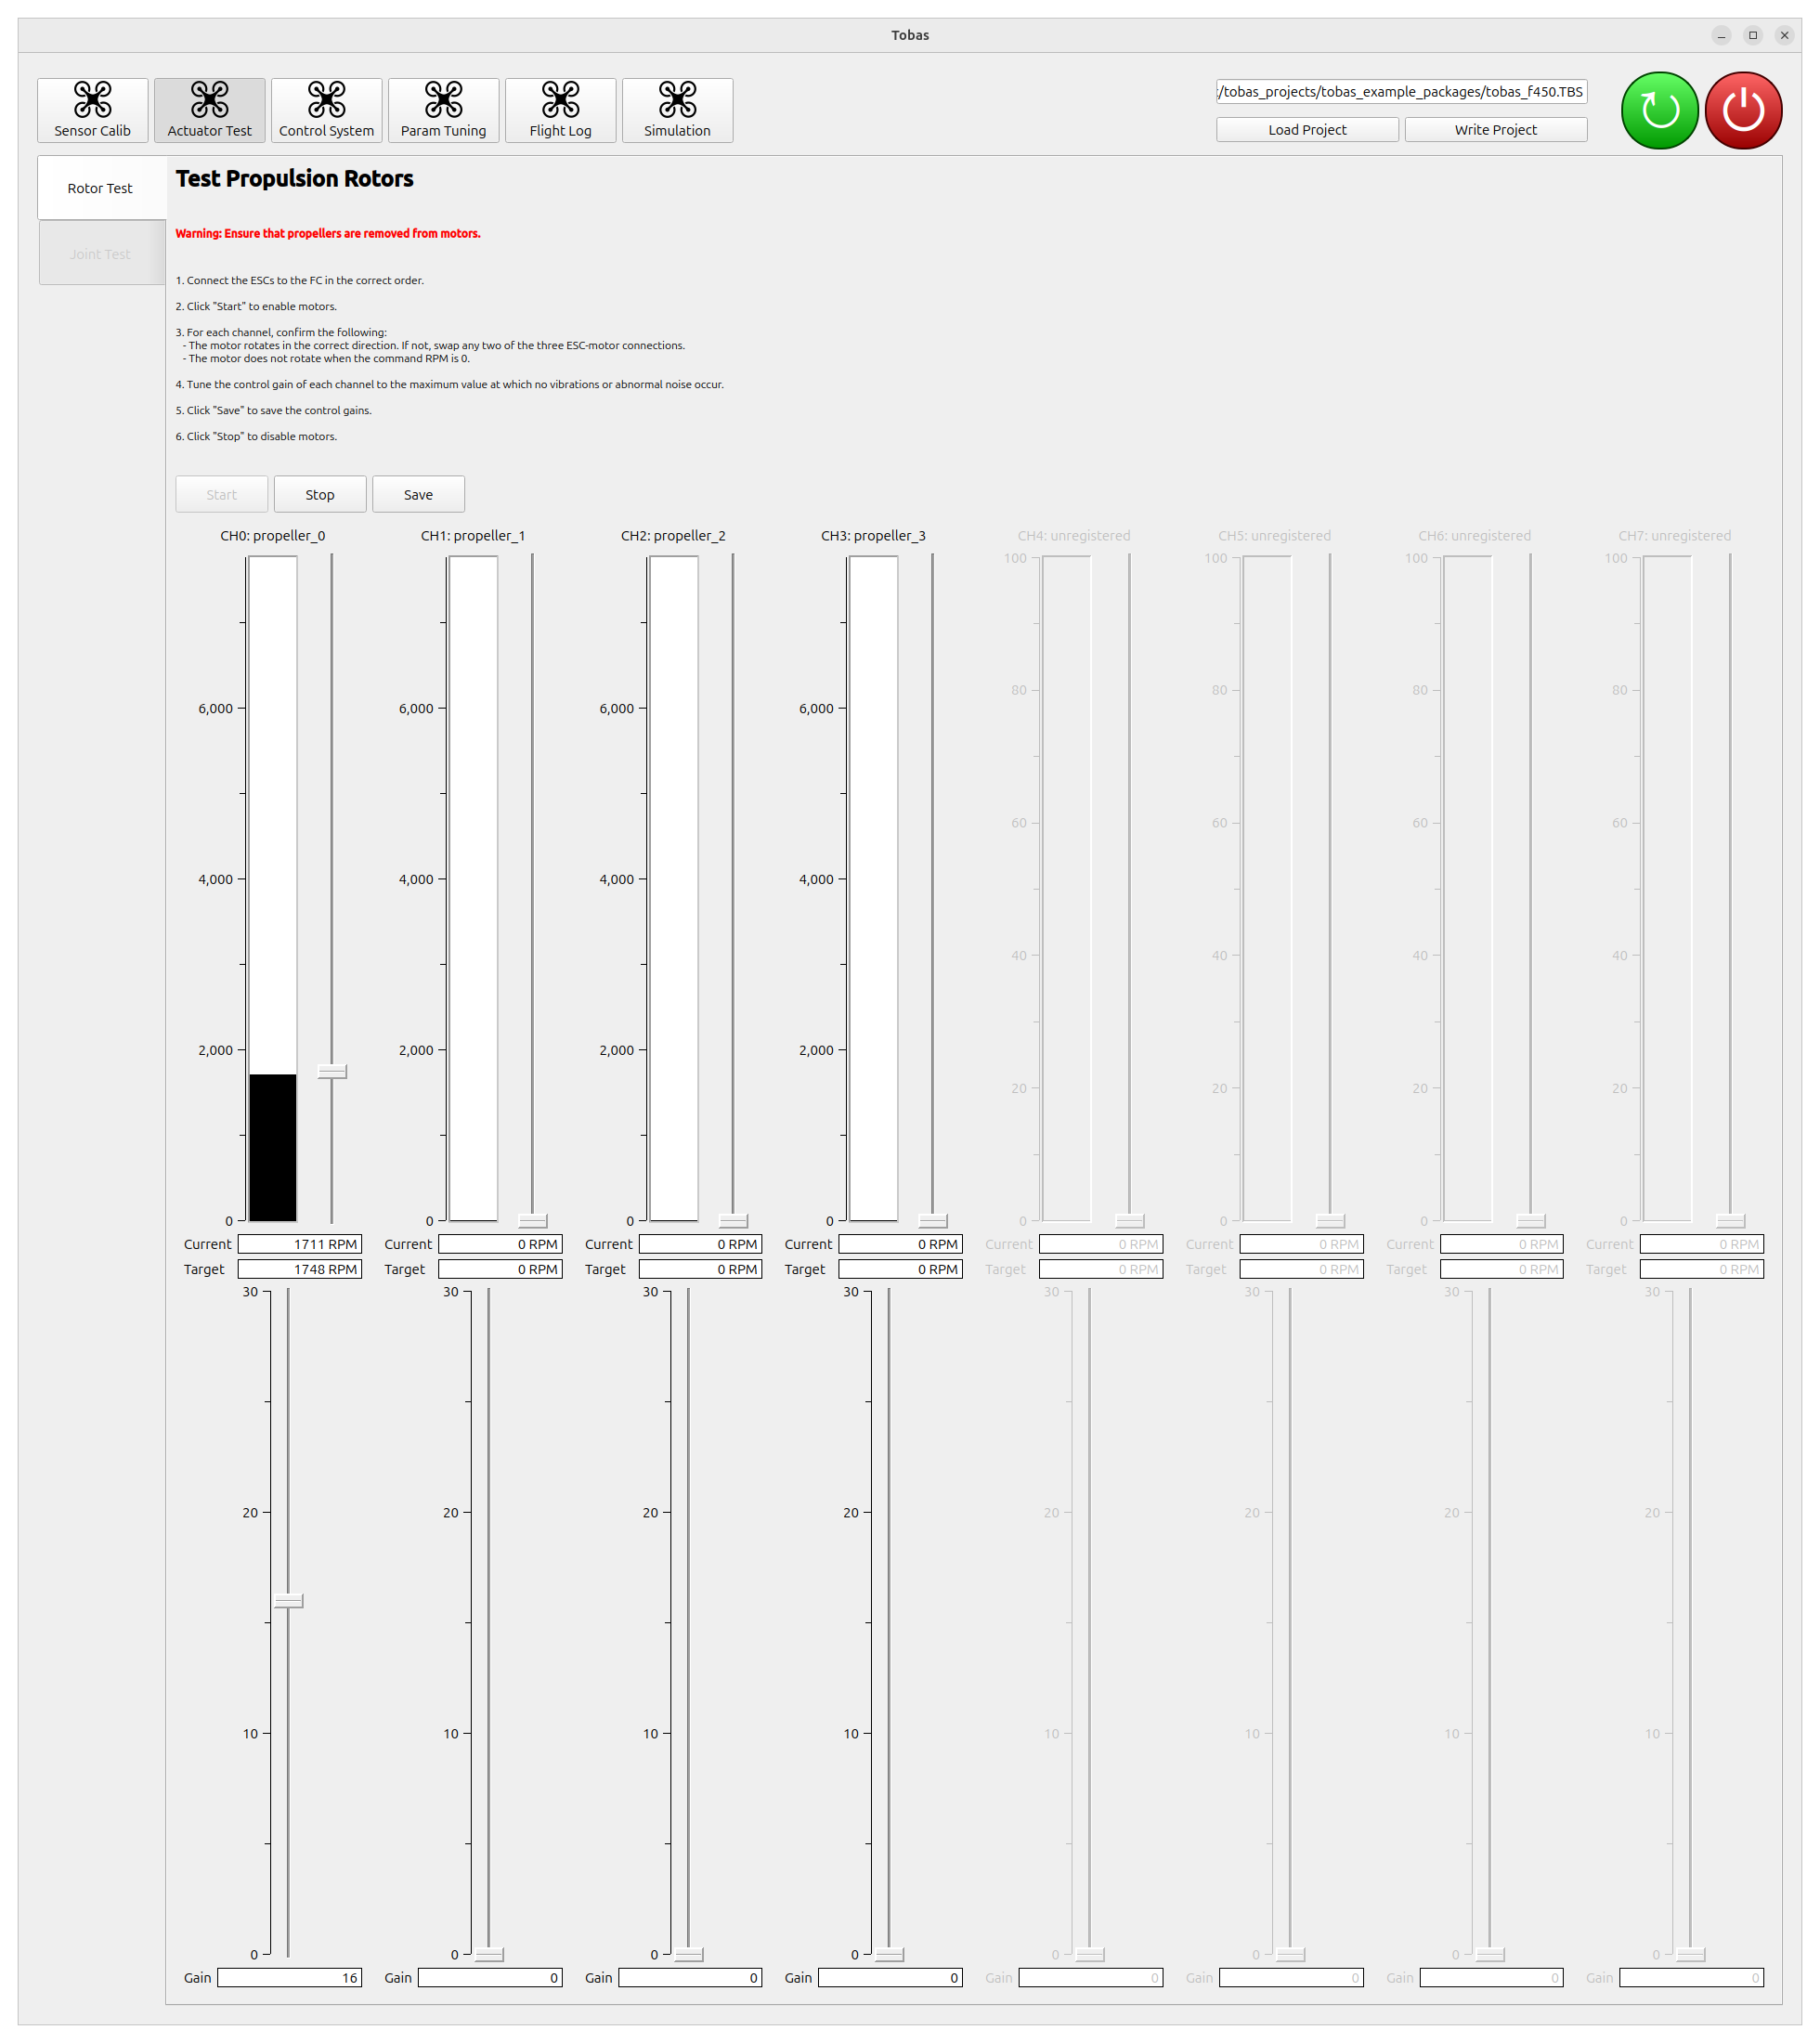 Tobas
Sensor Calib
Actuator Test
Control System
Param Tuning
Flight Log
Simulation
:/tobas_projects/tobas_example_packages/tobas_f450.TBS
Load Project
Write Project
Rotor Test
Joint Test
Test Propulsion Rotors
Warning: Ensure that propellers are removed from motors.
1. Connect the ESCs to the FC in the correct order.
2. Click "Start" to enable motors.
3. For each channel, confirm the following:
- The motor rotates in the correct direction. If not, swap any two of the three ESC-motor connections.
- The motor does not rotate when the command RPM is 0.
4. Tune the control gain of each channel to the maximum value at which no vibrations or abnormal noise occur.
5. Click "Save" to save the control gains.
6. Click "Stop" to disable motors.
Start Stop Save
CH0: propeller_0 CH1: propeller_1 CH2: propeller_2 CH3: propeller_3 CH4: unregistered CH5: unregistered CH6: unregistered CH7: unregistered
100 100 100 100
80 80 80 80
6,000 6,000 6,000 6,000
60 60 60 60
4,000 4,000 4,000 4,000
40 40 40 40
2,000 2,000 2,000 2,000
20 20 20 20
0 0 0 0 0 0 0 0
Current 1711 RPM Current 0 RPM Current 0 RPM Current 0 RPM Current 0 RPM Current 0 RPM Current 0 RPM Current 0 RPM
Target 1748 RPM Target 0 RPM Target 0 RPM Target 0 RPM Target 0 RPM Target 0 RPM Target 0 RPM Target 0 RPM
30 30 30 30 30 30 30 30
20 20 20 20 20 20 20 20
10 10 10 10 10 10 10 10
0 0 0 0 0 0 0 0
Gain 16 Gain 0 Gain 0 Gain 0 Gain 0 Gain 0 Gain 0 Gain 0